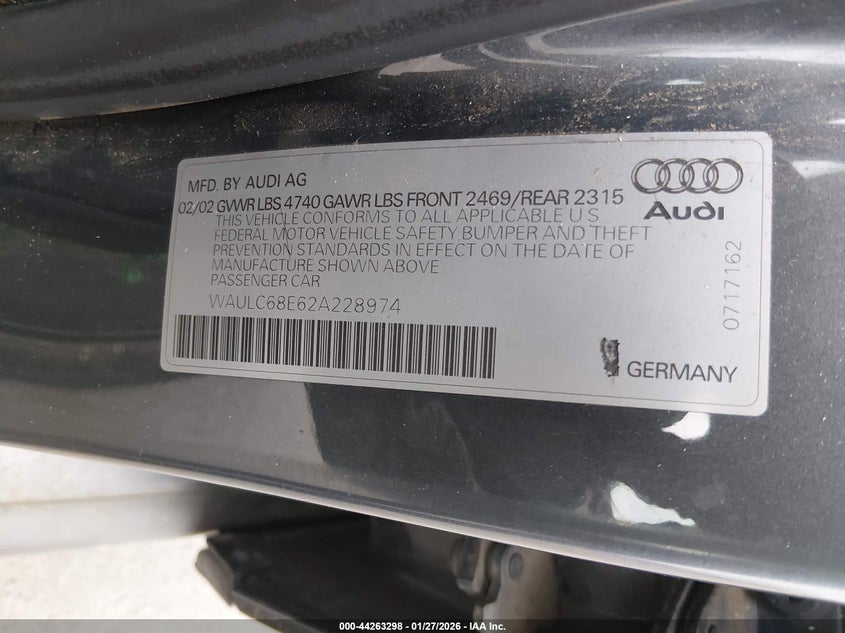 MFD. BY AUDI AG
02/02 GVWR LBS 4740 GAWR LBS FRONT 2469/REAR 2315
THIS VEHICLE CONFORMS TO ALL APPLICABLE U S
FEDERAL MOTOR VEHICLE SAFETY BUMPER AND THEFT
PREVENTION STANDARDS IN EFFECT ON THE DATE OF
MANUFACTURE SHOWN ABOVE
PASSENGER CAR
WAULC68E62A228974
Audi
0717162
GERMANY
000-44263298 - 01/27/2026 - IAA Inc.